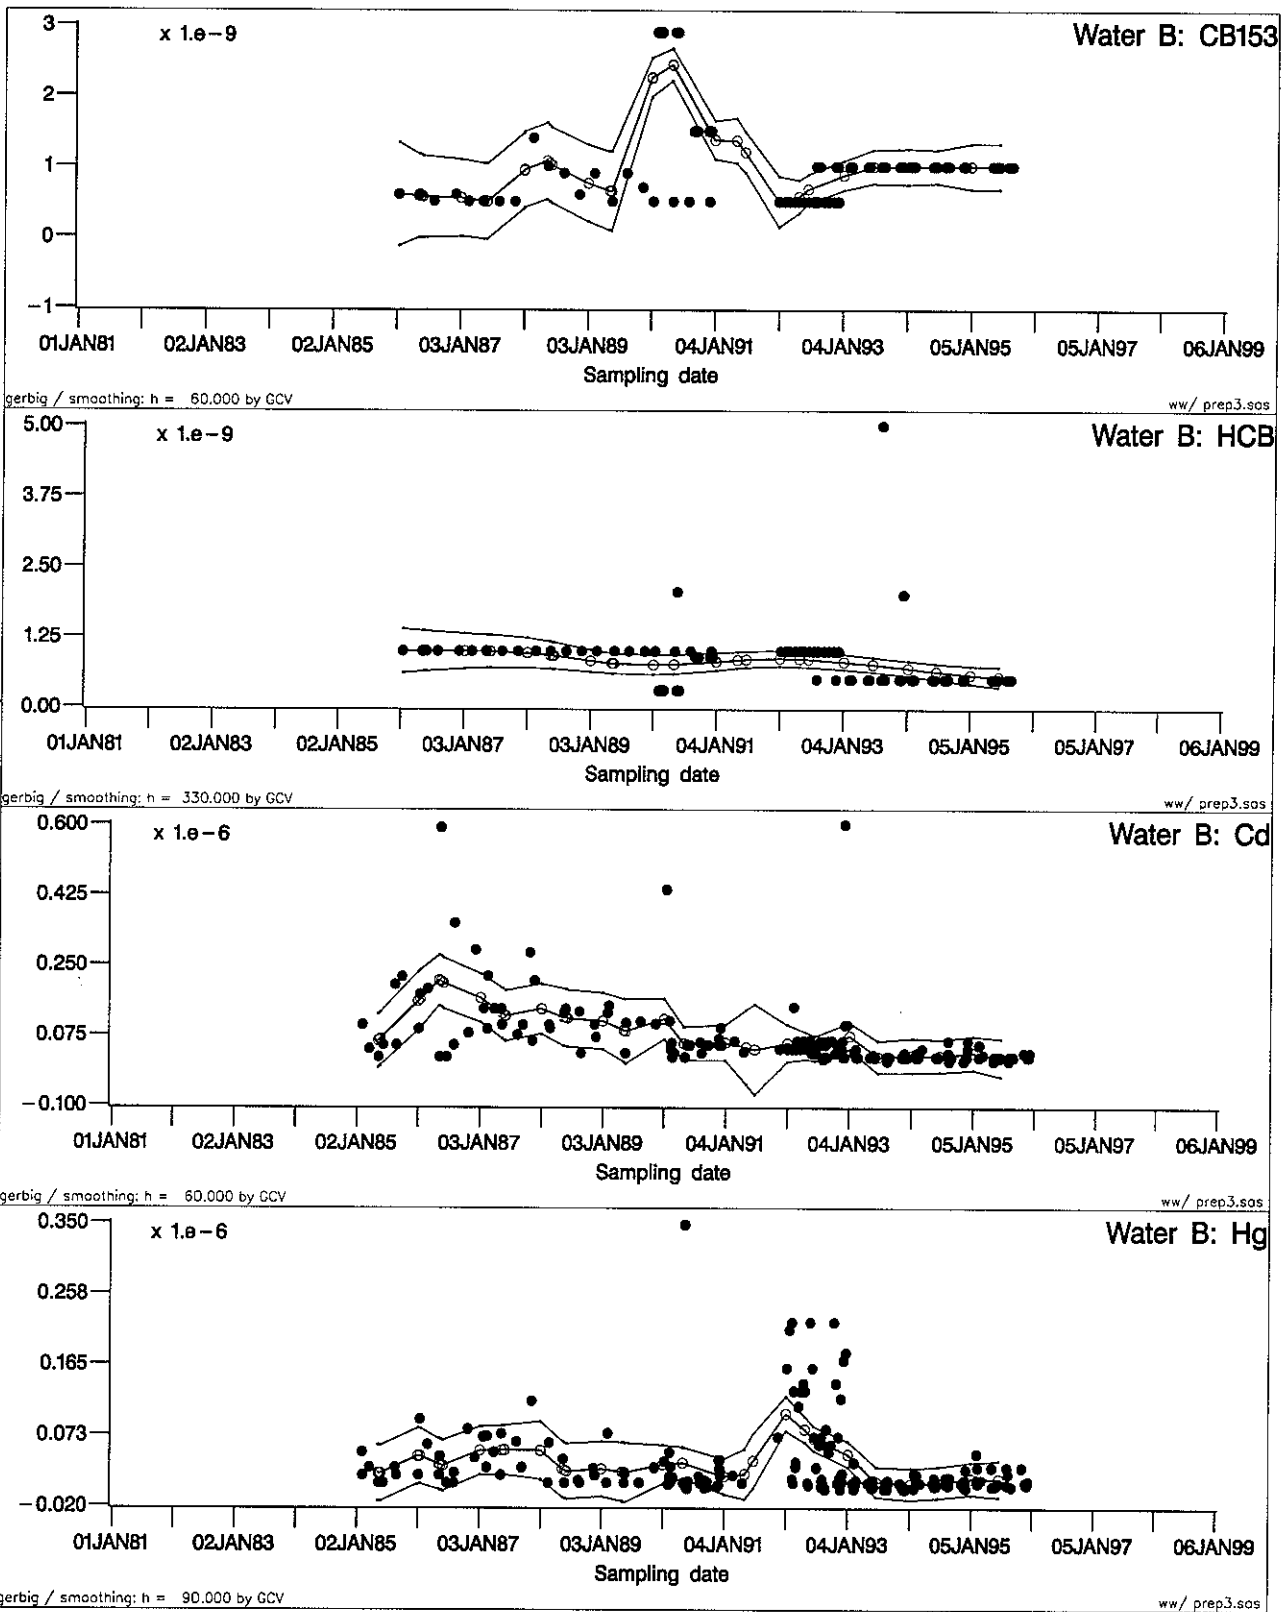 x 1.e-9
Water B: CB153
3
2
1
0
-1
01JAN81 02JAN83 02JAN85 03JAN87 03JAN89 04JAN91 04JAN93 05JAN95 05JAN97 06JAN99
Sampling date
gerbig / smoothing: h = 60.000 by GCV
ww/ prep3.sas
x 1.e-9
Water B: HCB
5.00
3.75
2.50
1.25
0.00
01JAN81 02JAN83 02JAN85 03JAN87 03JAN89 04JAN91 04JAN93 05JAN95 05JAN97 06JAN99
Sampling date
gerbig / smoothing: h = 330.000 by GCV
ww/ prep3.sas
x 1.e-6
Water B: Cd
0.600
0.425
0.250
0.075
-0.100
01JAN81 02JAN83 02JAN85 03JAN87 03JAN89 04JAN91 04JAN93 05JAN95 05JAN97 06JAN99
Sampling date
gerbig / smoothing: h = 60.000 by GCV
ww/ prep3.sas
x 1.e-6
Water B: Hg
0.350
0.258
0.165
0.073
-0.020
01JAN81 02JAN83 02JAN85 03JAN87 03JAN89 04JAN91 04JAN93 05JAN95 05JAN97 06JAN99
Sampling date
gerbig / smoothing: h = 90.000 by GCV
ww/ prep3.sas